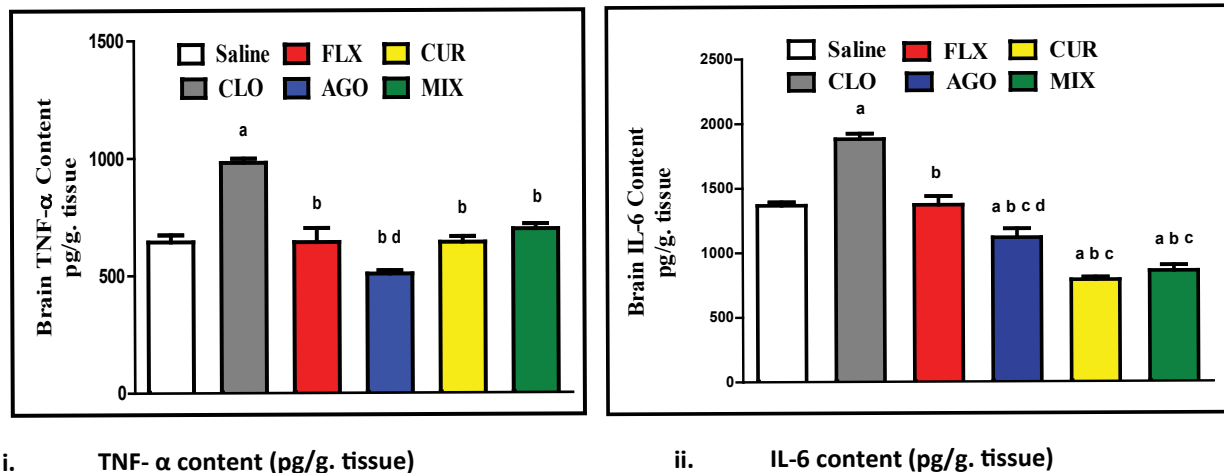 Brain TNF-α Content
pg/g. tissue
1500
1000
500
0
Saline FLX CUR
CLO AGO MIX
a
b
b d
b
b
Brain IL-6 Content
pg/g. tissue
2500
2000
1500
1000
500
0
Saline FLX CUR
CLO AGO MIX
a
b
a b c d
a b c
a b c
i. TNF- α content (pg/g. tissue)
ii. IL-6 content (pg/g. tissue)